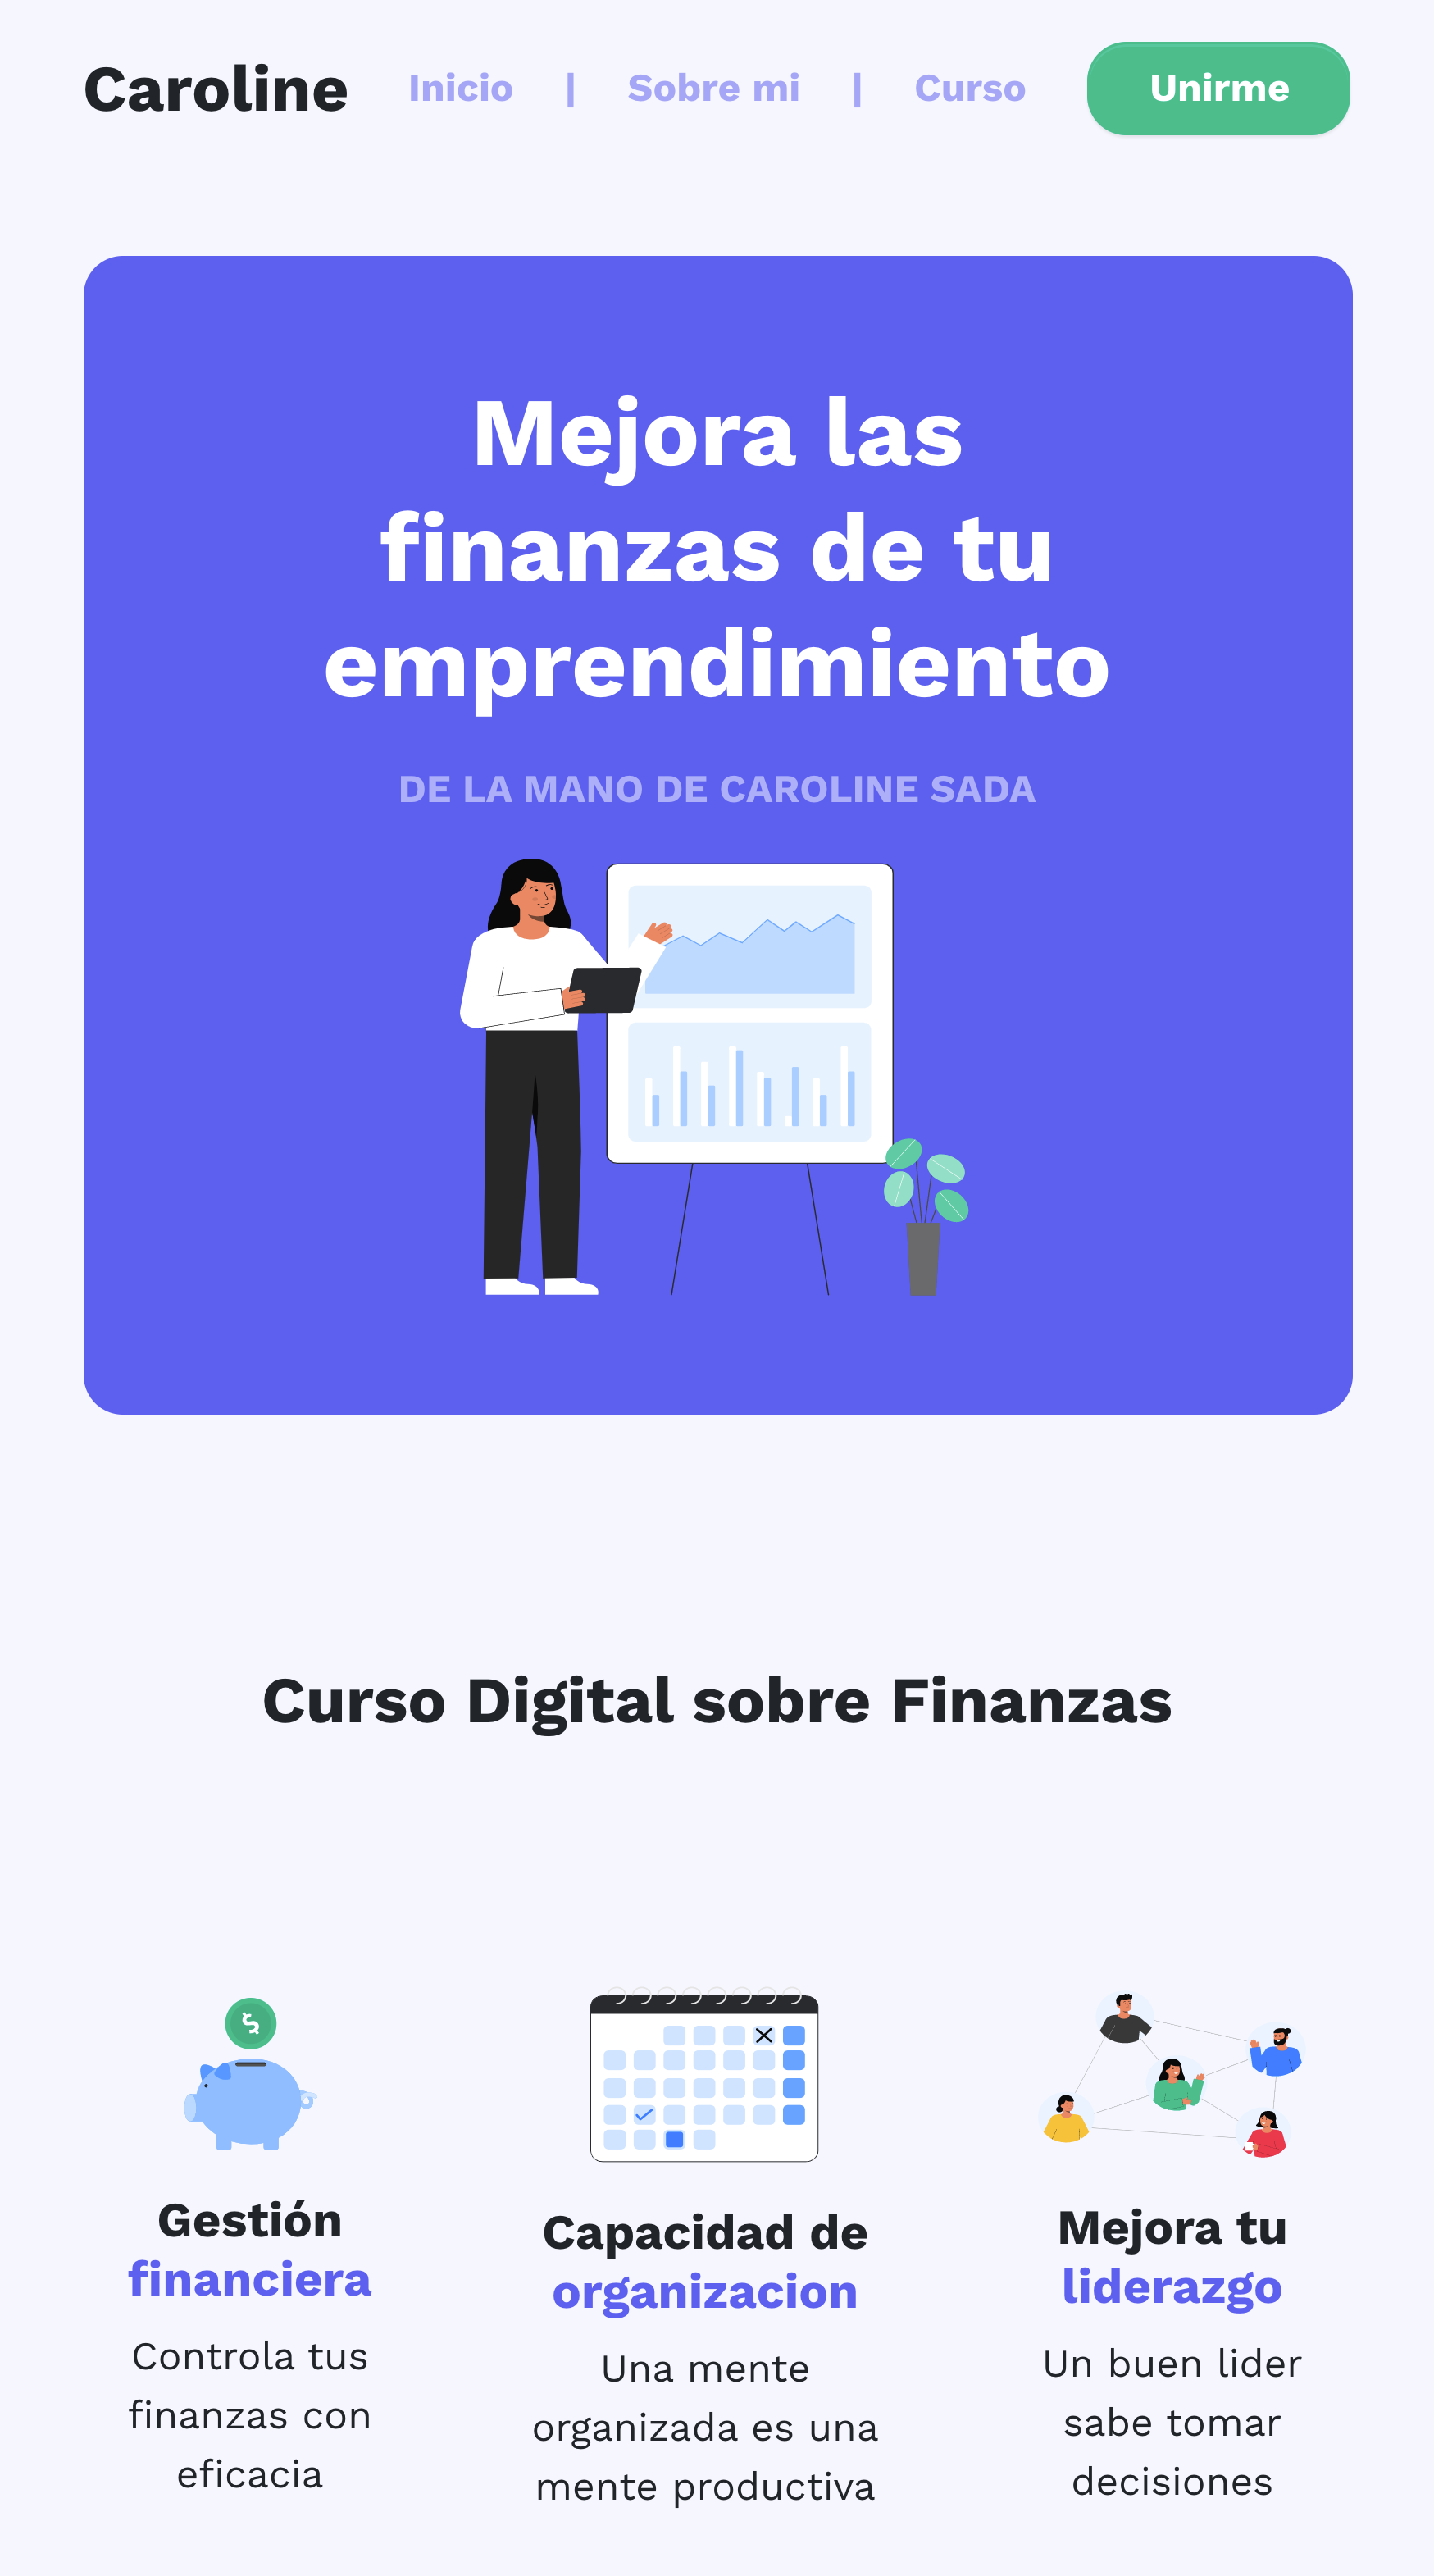 Caroline Inicio | Sobre mi | Curso Unirme
Mejora las
finanzas de tu
emprendimiento
DE LA MANO DE CAROLINE SADA
Curso Digital sobre Finanzas
$
Gestión
financiera
Controla tus
finanzas con
eficacia
Capacidad de
organizacion
Una mente
organizada es una
mente productiva
Mejora tu
liderazgo
Un buen lider
sabe tomar
decisiones